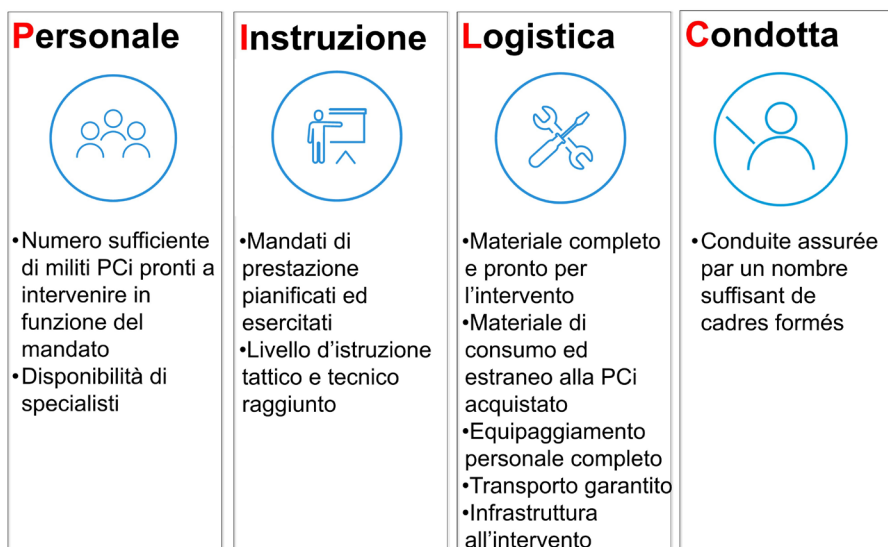 Personale
•Numero sufficiente
di militi PCi pronti a
intervenire in
funzione del
mandato
•Disponibilità di
specialisti
Instruzione
•Mandati di
prestazione
pianificati ed
esercitati
•Livello d’istruzione
tattico e tecnico
raggiunto
Logistica
•Materiale completo
e pronto per
l’intervento
•Materiale di
consumo ed
estraneo alla PCi
acquistato
•Equipaggiamento
personale completo
•Transporto garantito
•Infrastruttura
all’intervento
Condotta
•Conduite assurée
par un nombre
suffisant de
cadres formés